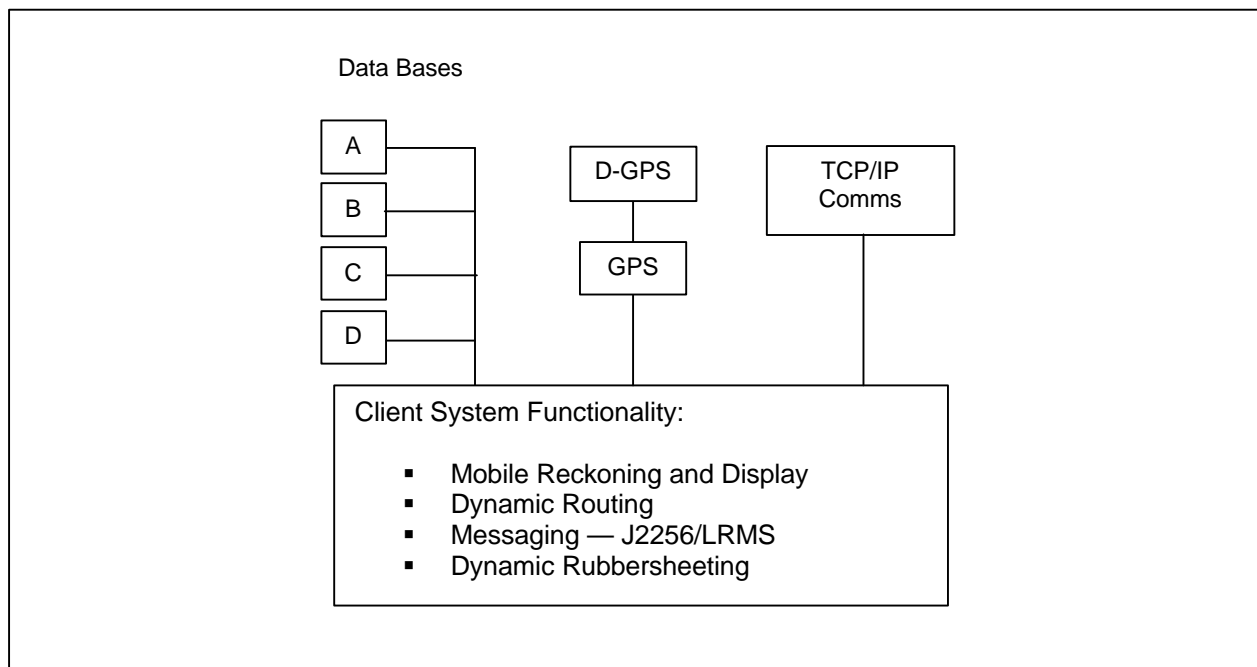 Data Bases
A
B
C
D
D-GPS
GPS
TCP/IP
Comms
Client System Functionality:
▪ Mobile Reckoning and Display
▪ Dynamic Routing
▪ Messaging — J2256/LRMS
▪ Dynamic Rubbersheeting